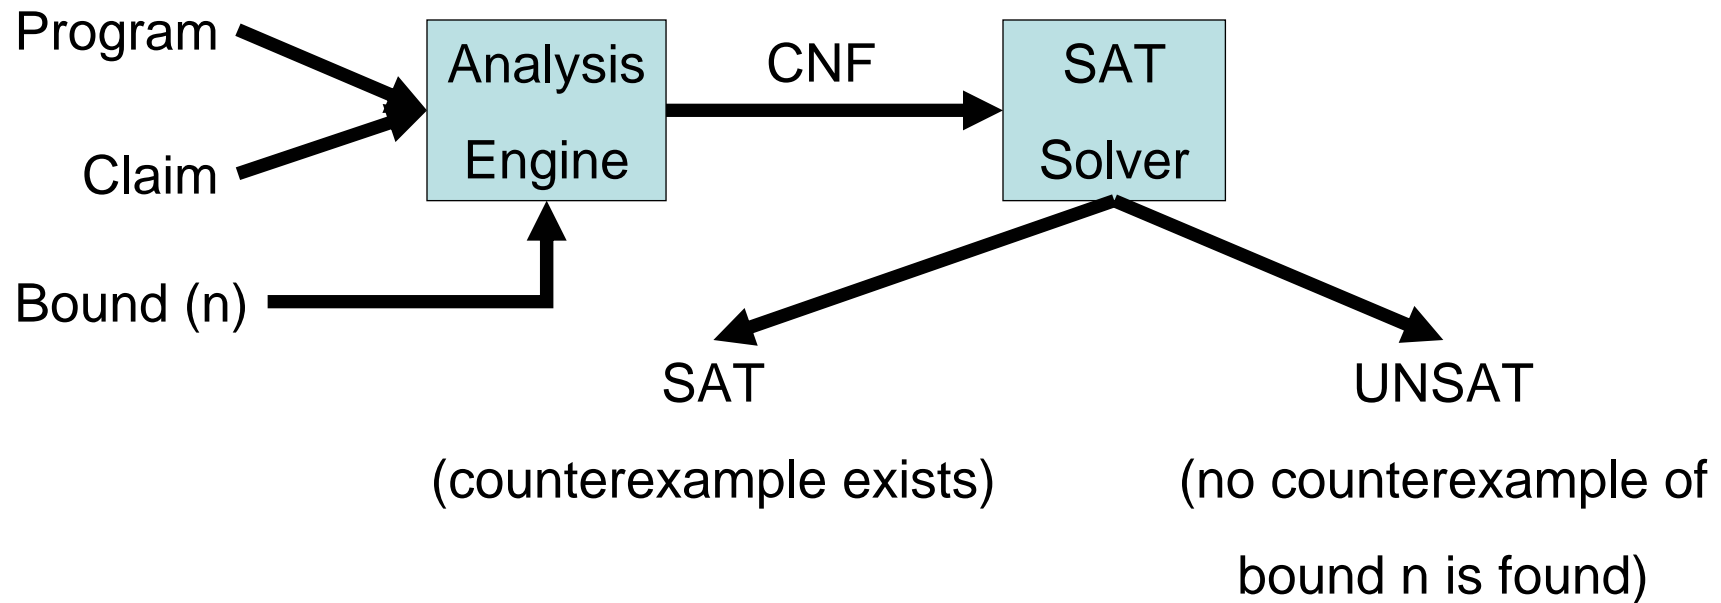 Program
Claim
Bound (n)
Analysis
Engine
CNF
SAT
Solver
SAT
(counterexample exists)
UNSAT
(no counterexample of
bound n is found)